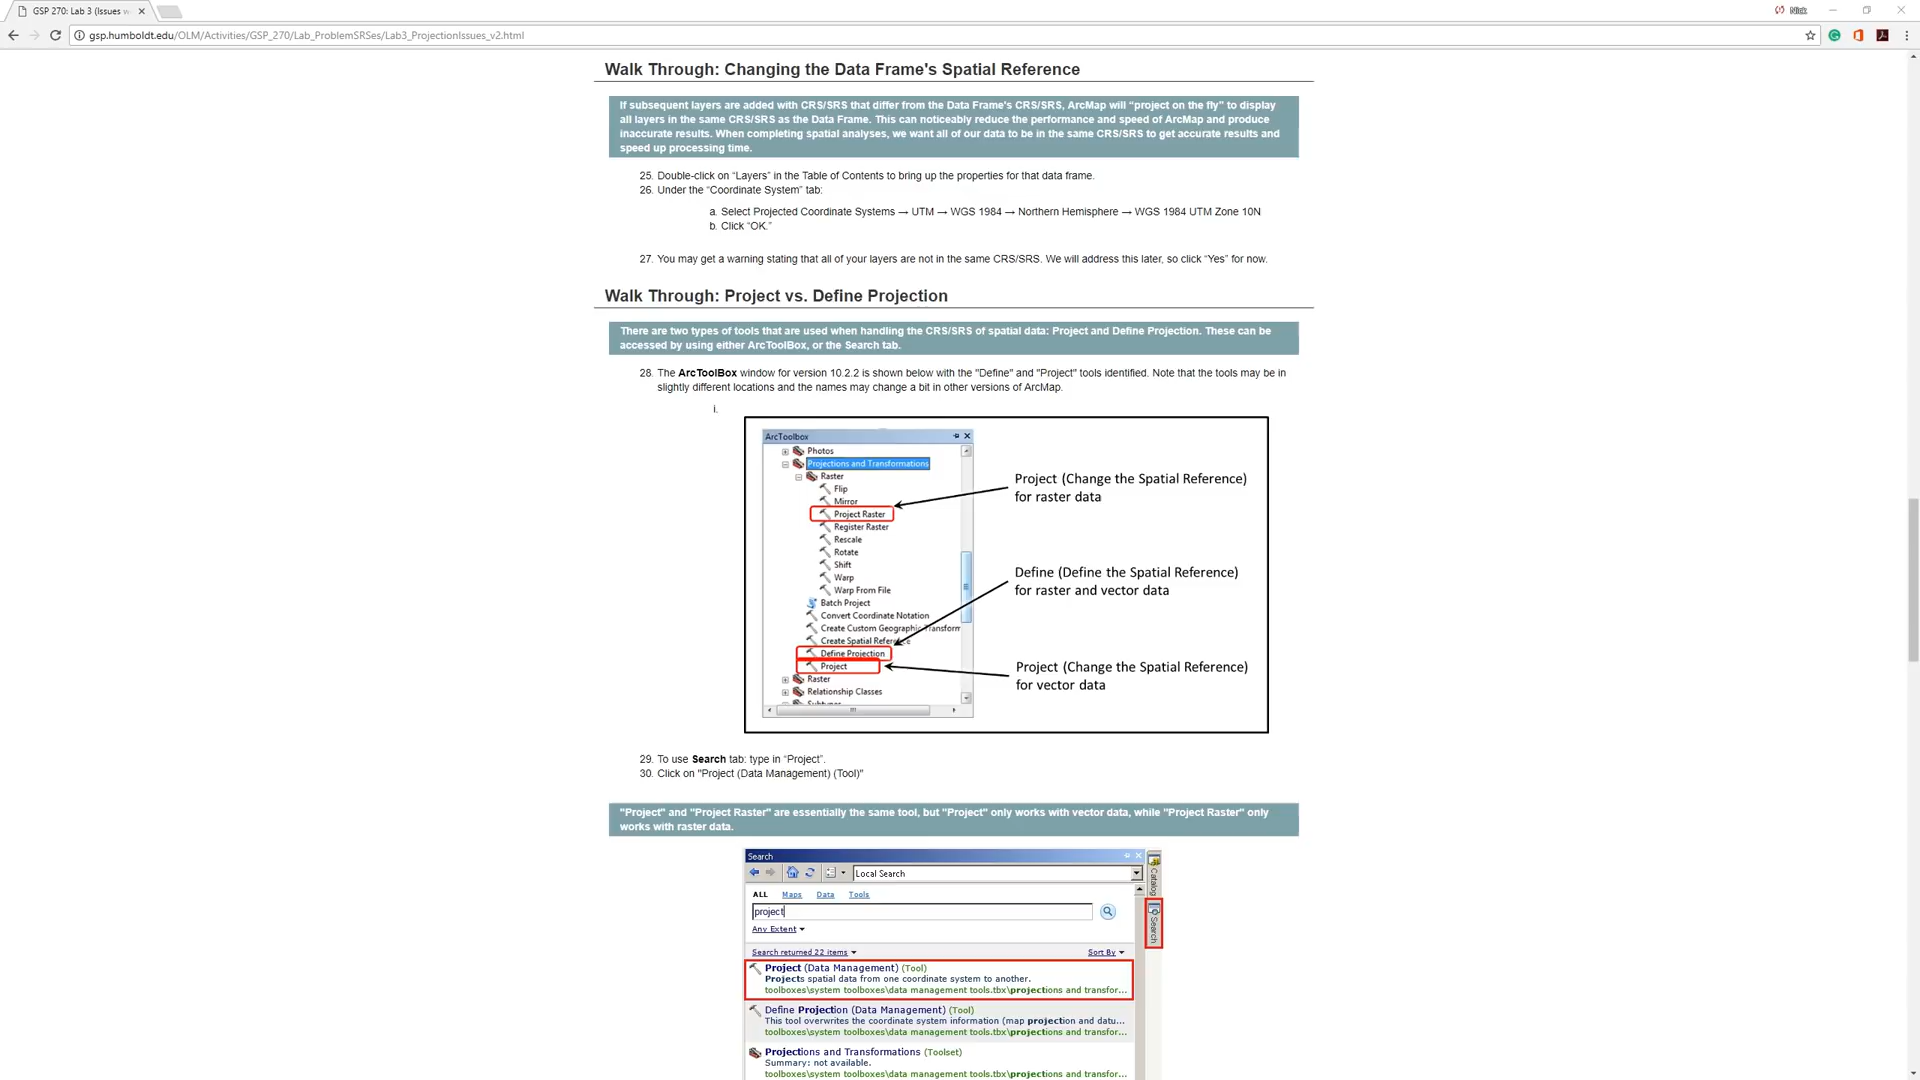 GSP 270: Lab 3 (Issues w
Nick
gsp.humboldt.edu/OLM/Activities/GSP_270/Lab_ProblemSRSes/Lab3_ProjectionIssues_v2.html
Walk Through: Changing the Data Frame's Spatial Reference
If subsequent layers are added with CRS/SRS that differ from the Data Frame's CRS/SRS, ArcMap will “project on the fly” to display
all layers in the same CRS/SRS as the Data Frame. This can noticeably reduce the performance and speed of ArcMap and produce
inaccurate results. When completing spatial analyses, we want all of our data to be in the same CRS/SRS to get accurate results and
speed up processing time.
25. Double-click on “Layers” in the Table of Contents to bring up the properties for that data frame.
26. Under the “Coordinate System” tab:
a. Select Projected Coordinate Systems → UTM → WGS 1984 → Northern Hemisphere → WGS 1984 UTM Zone 10N
b. Click “OK.”
27. You may get a warning stating that all of your layers are not in the same CRS/SRS. We will address this later, so click “Yes” for now.
Walk Through: Project vs. Define Projection
There are two types of tools that are used when handling the CRS/SRS of spatial data: Project and Define Projection. These can be
accessed by using either ArcToolBox, or the Search tab.
28. The ArcToolBox window for version 10.2.2 is shown below with the "Define" and "Project" tools identified. Note that the tools may be in
slightly different locations and the names may change a bit in other versions of ArcMap.
i.
ArcToolbox
Photos
Projections and Transformations
Raster
Flip
Mirror
Project Raster
Register Raster
Rescale
Rotate
Shift
Warp
Warp From File
Batch Project
Convert Coordinate Notation
Create Custom Geographic Transform
Create Spatial Reference
Define Projection
Project
Raster
Relationship Classes
Project (Change the Spatial Reference)
for raster data
Define (Define the Spatial Reference)
for raster and vector data
Project (Change the Spatial Reference)
for vector data
29. To use Search tab: type in “Project”.
30. Click on "Project (Data Management) (Tool)"
"Project" and "Project Raster" are essentially the same tool, but "Project" only works with vector data, while "Project Raster" only
works with raster data.
Search
Local Search
ALL Maps Data Tools
project
Any Extent
Search returned 22 items Sort By
Project (Data Management) (Tool)
Projects spatial data from one coordinate system to another.
toolboxes\system toolboxes\data management tools.tbx\projections and transfor...
Define Projection (Data Management) (Tool)
This tool overwrites the coordinate system information (map projection and datu...
toolboxes\system toolboxes\data management tools.tbx\projections and transfor...
Projections and Transformations (Toolset)
Summary: not available.
toolboxes\system toolboxes\data management tools.tbx\projections and transfor...
Catalog
Search